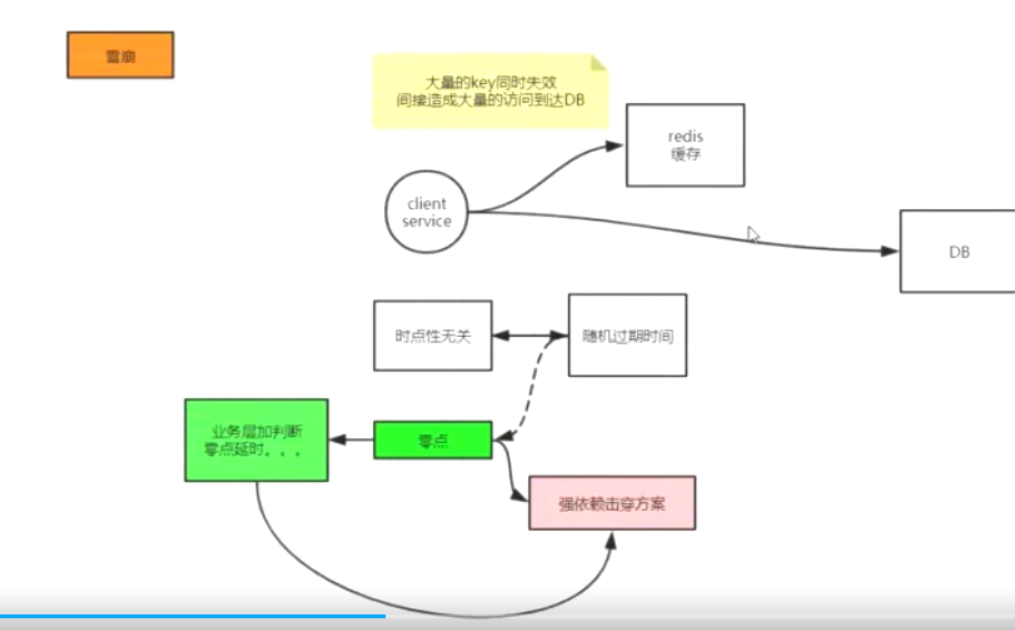 雪崩
大量的key同时失效
间接造成大量的访问到达DB
redis
缓存
client
service
DB
时点性无关
随机过期时间
业务层加判断
零点延时。。。
零点
强依赖击穿方案